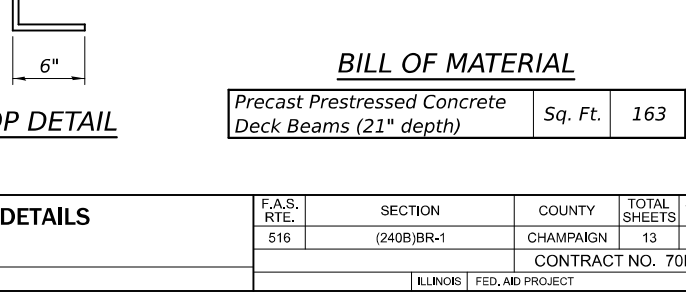 6"
BILL OF MATERIAL
Precast Prestressed Concrete
Deck Beams (21" depth)
Sq. Ft.
163
DETAIL
DETAILS
F.A.S.
RTE.
SECTION
COUNTY
TOTAL
SHEETS
516
(240B)BR-1
CHAMPAIGN
13
CONTRACT NO.
ILLINOIS
FED. AID PROJECT